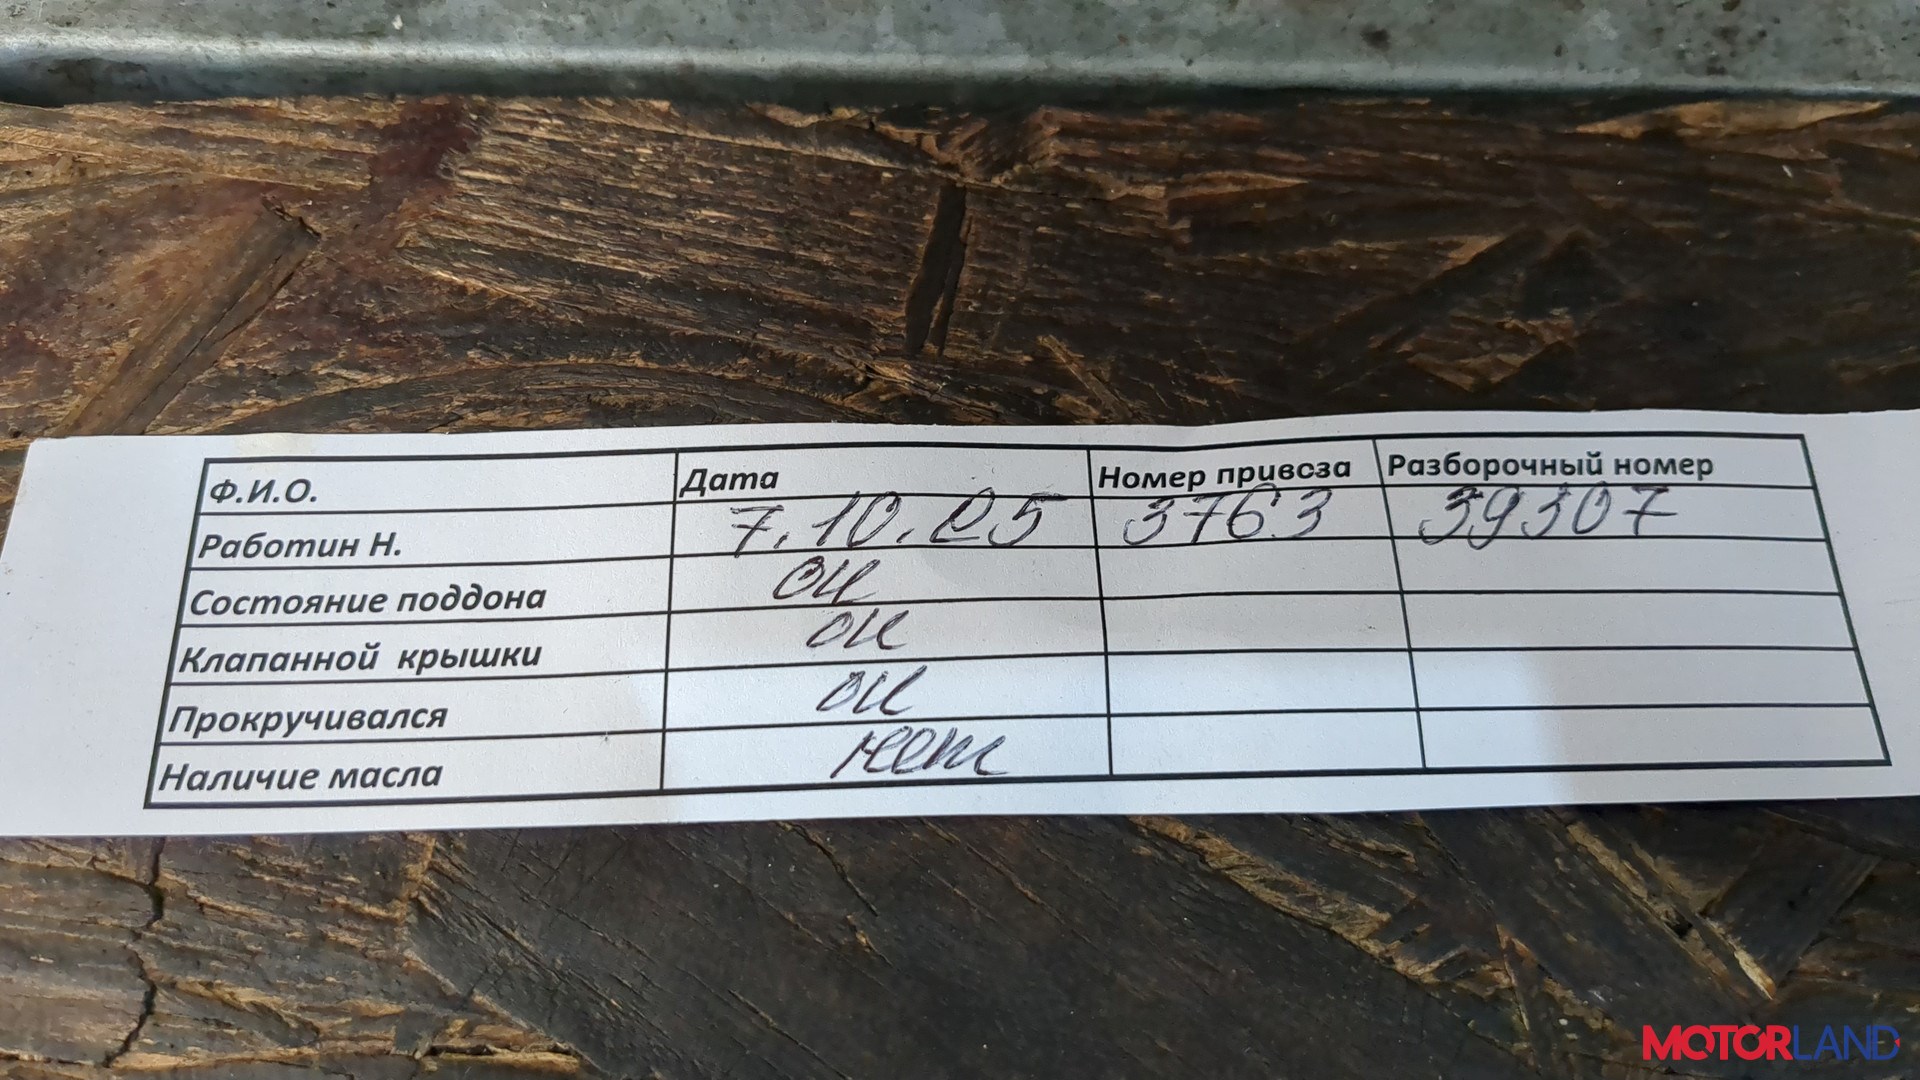 Ф.И.О. Дата Номер привоза Разборочный номер
Работин Н. 7.10.25 3763 39307
Состояние поддона ок
Клапанной крышки ок
Прокручивался ок
Наличие масла нет
MOTORLAND